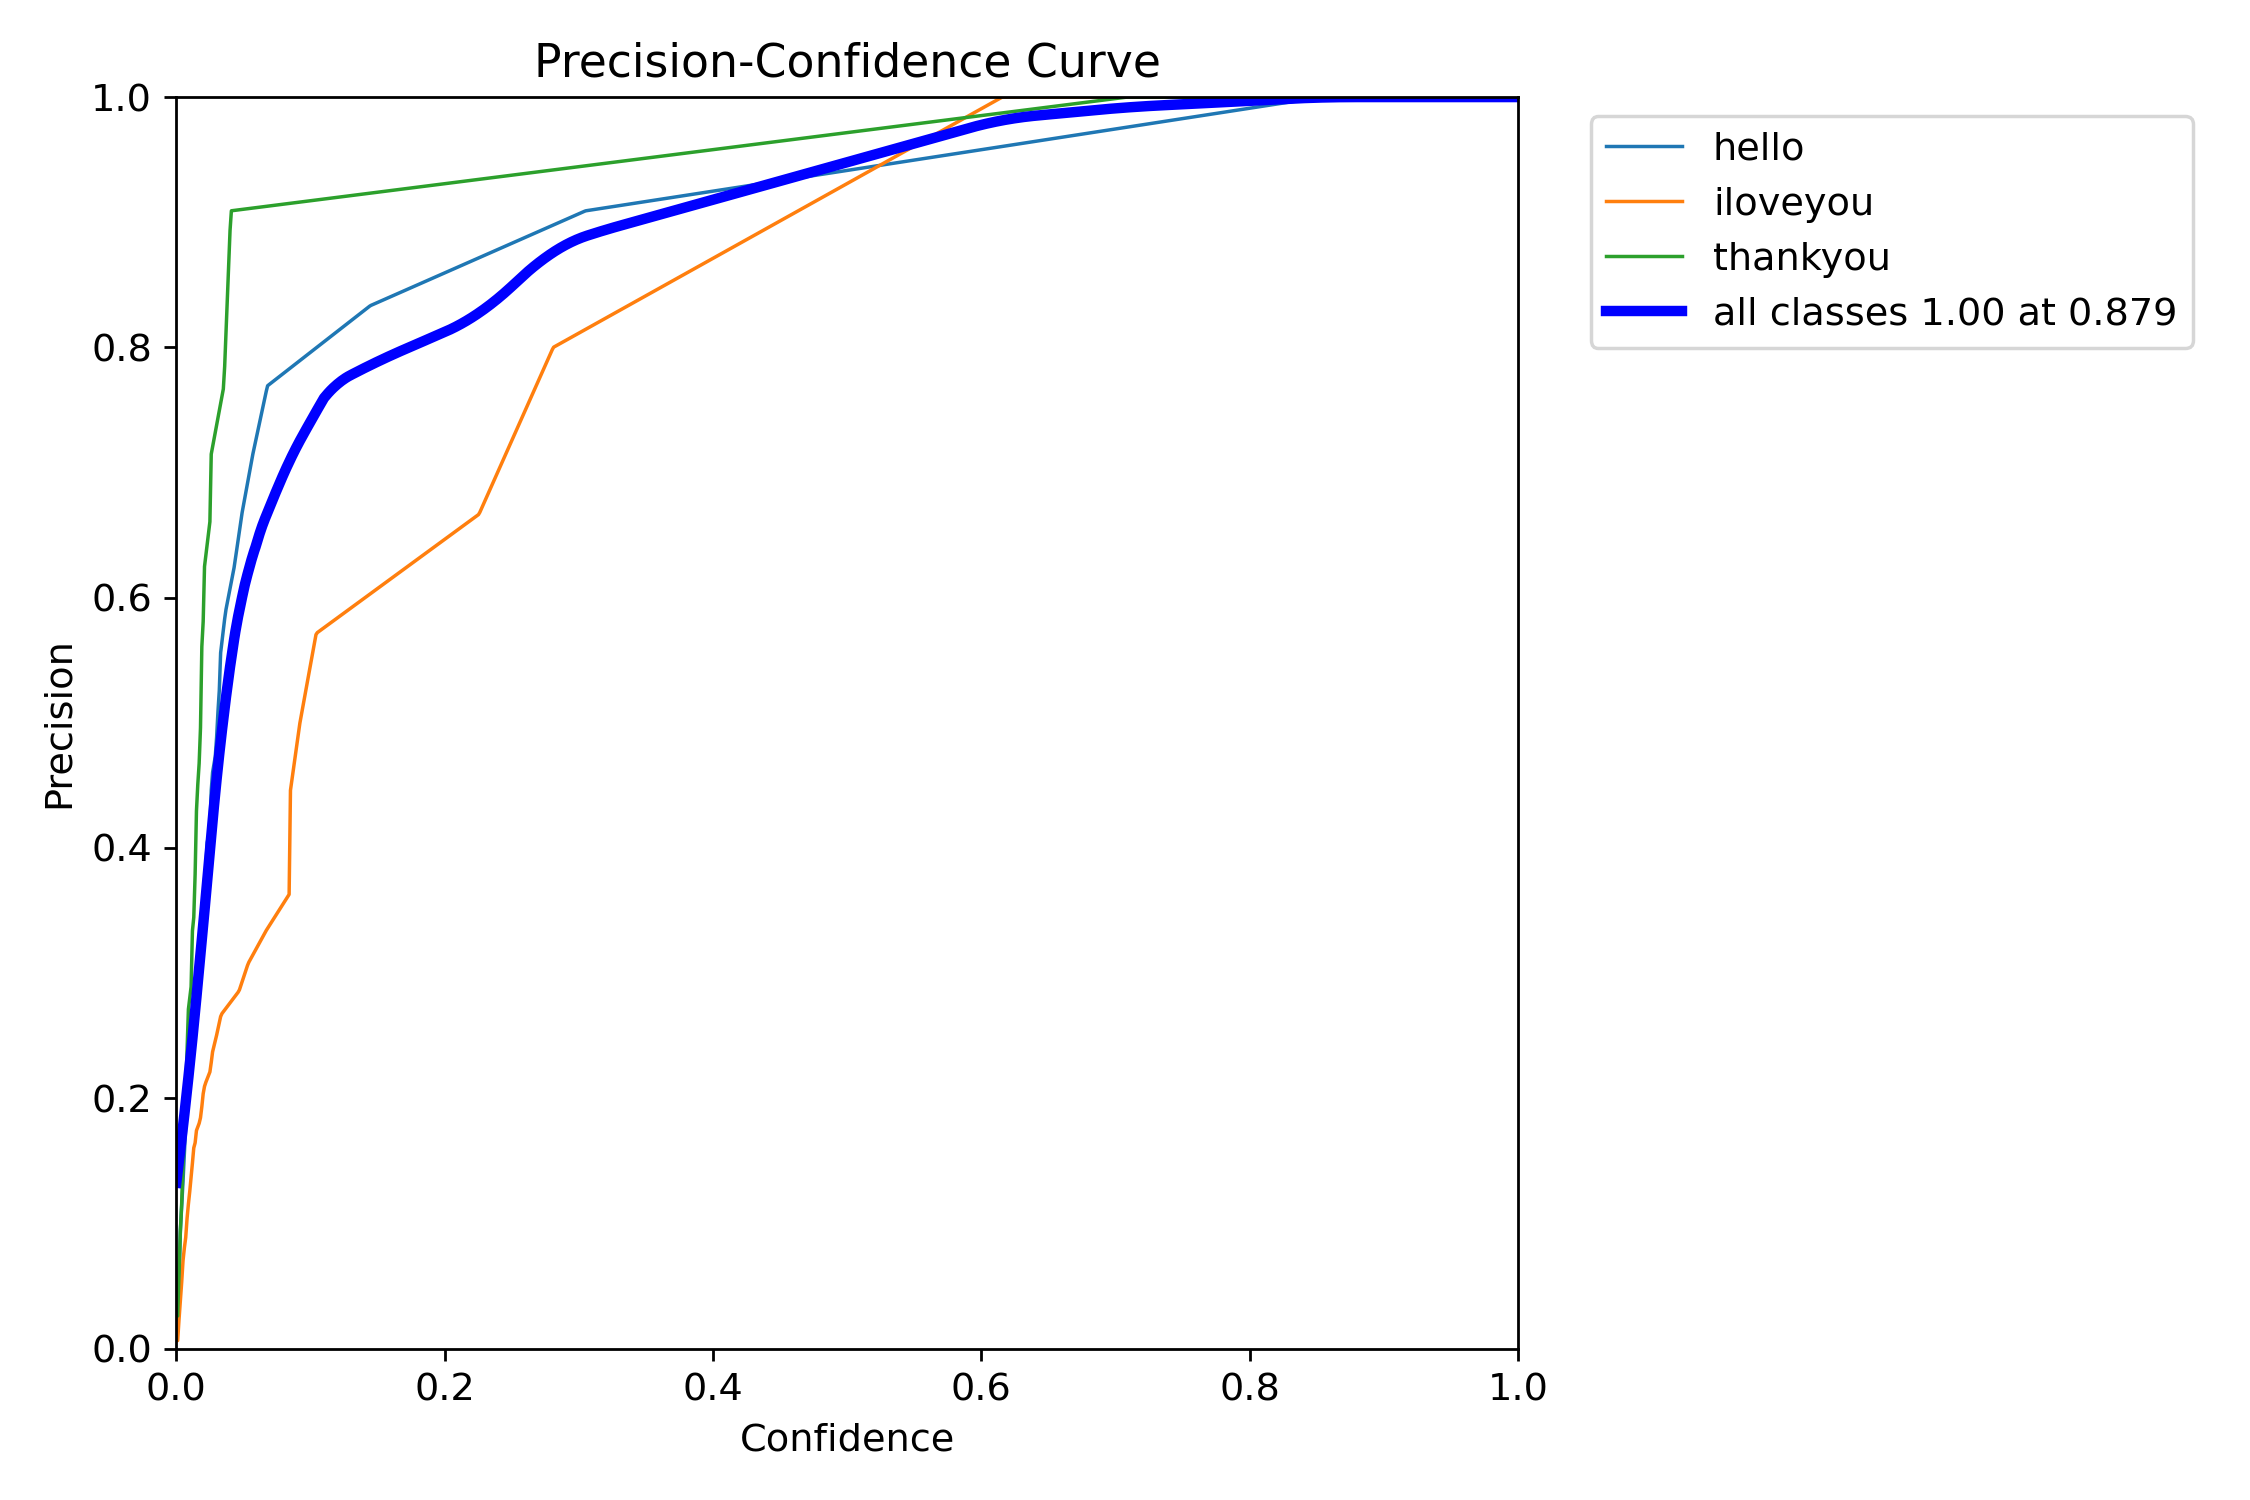 Precision-Confidence Curve
1.0
0.8
0.6
0.4
0.2
0.0
Precision
0.0 0.2 0.4 0.6 0.8 1.0
Confidence
hello
iloveyou
thankyou
all classes 1.00 at 0.879